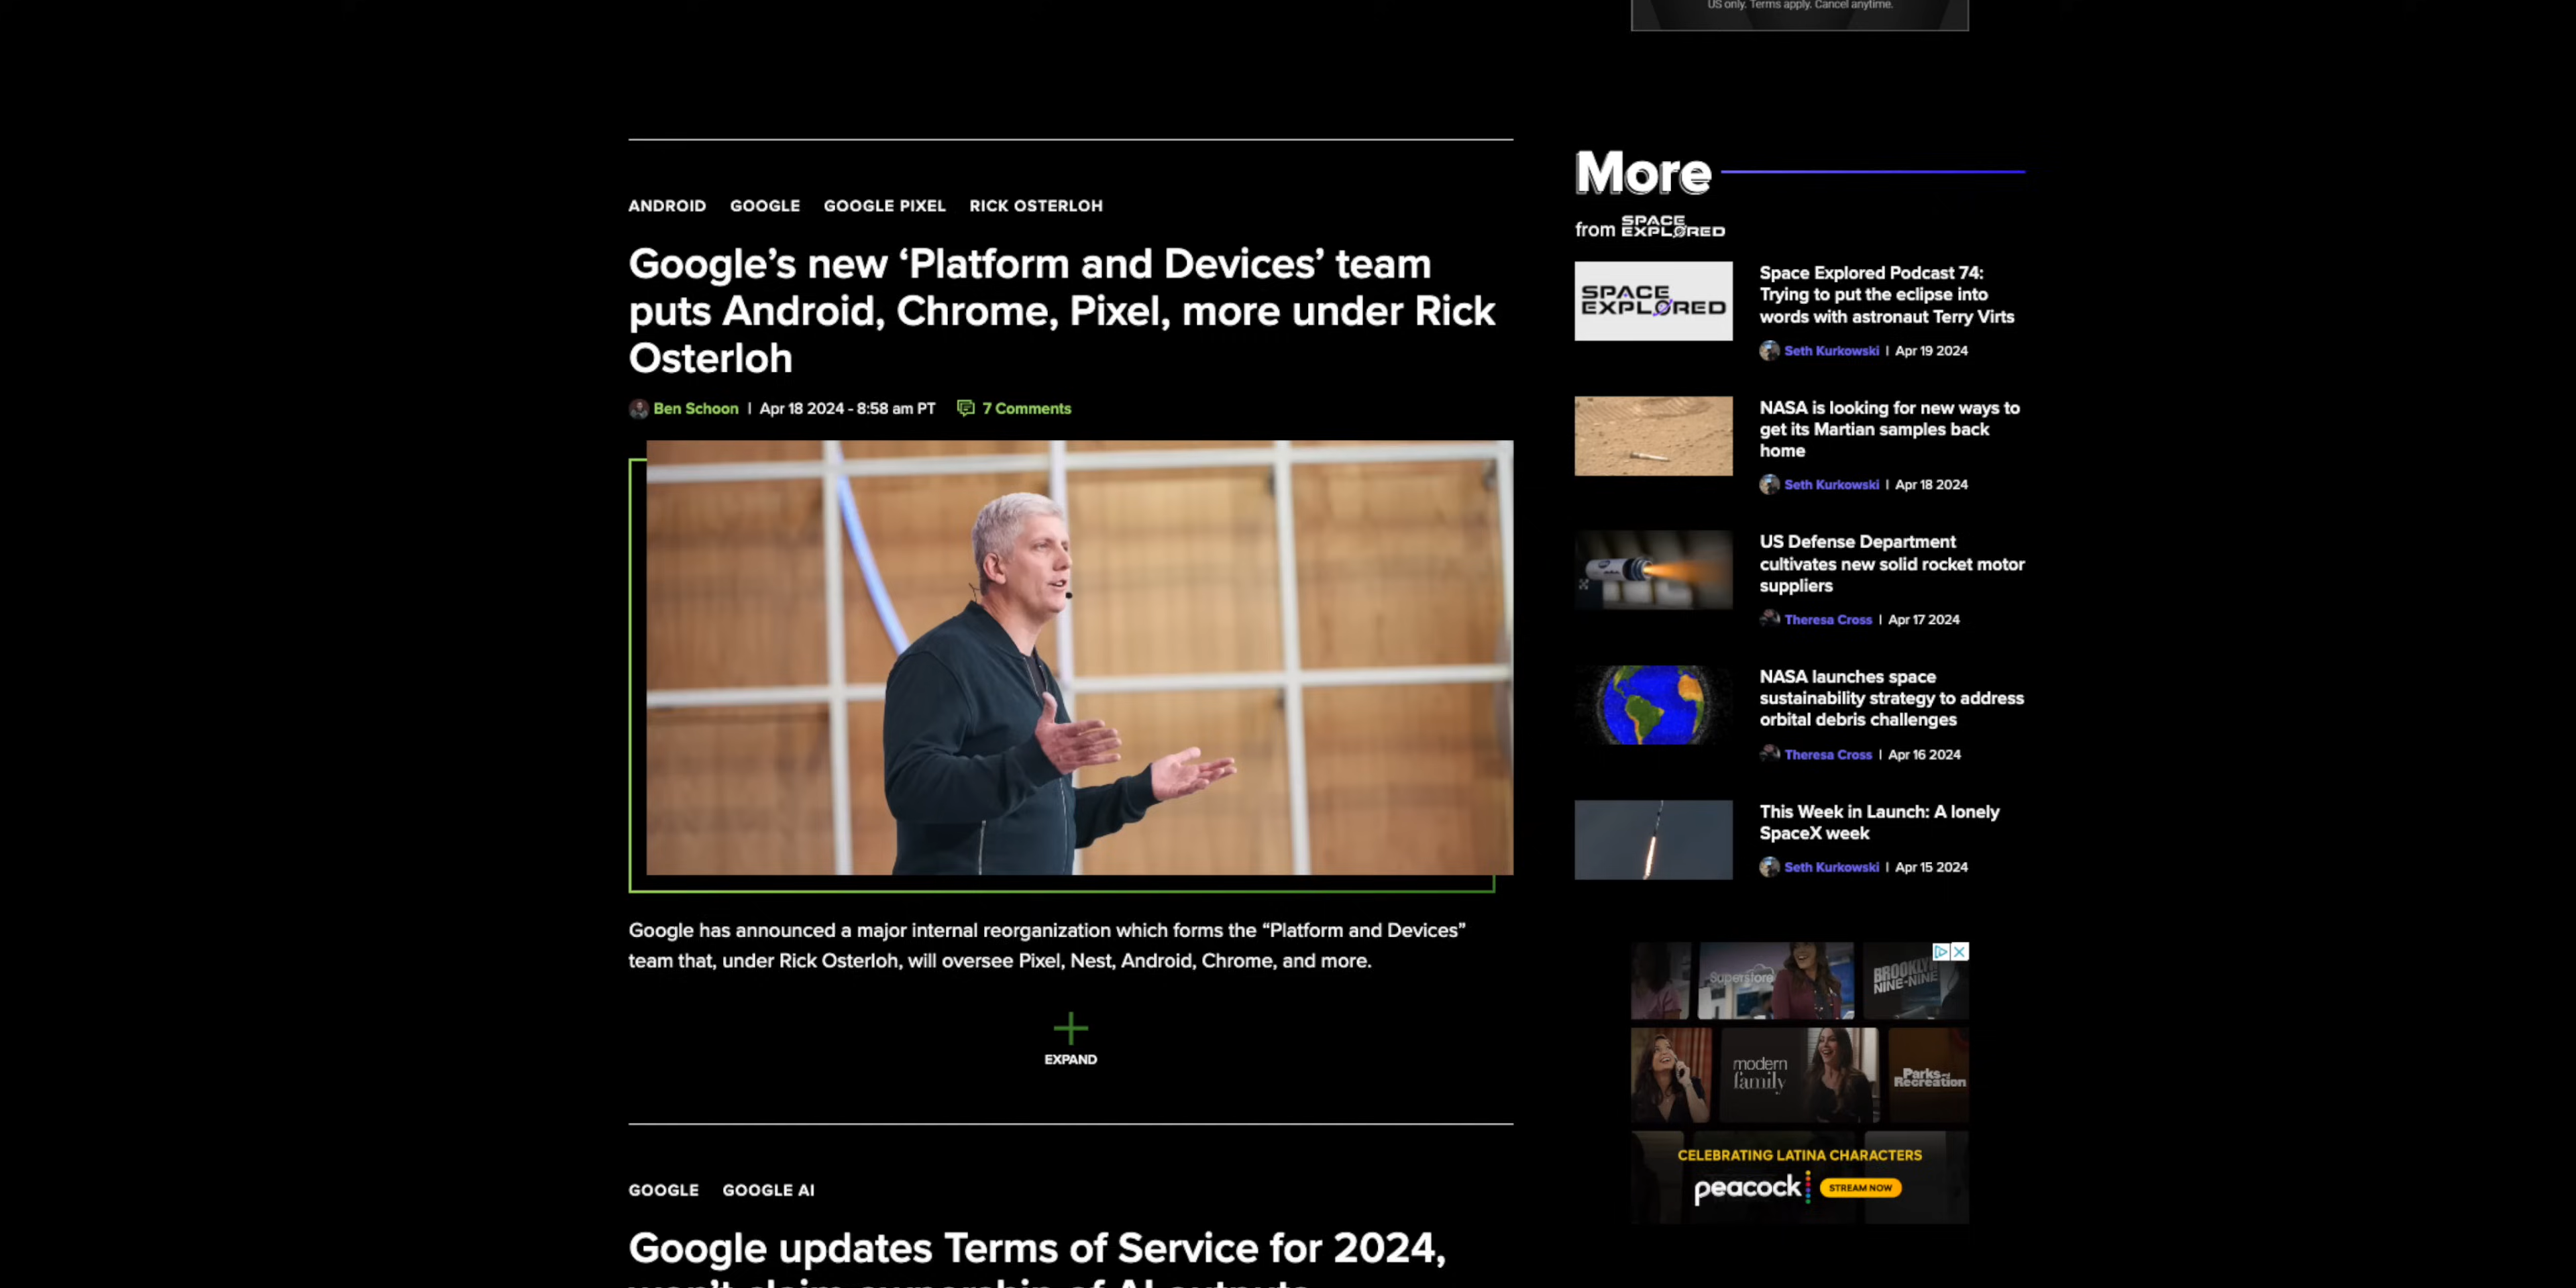 US only. Terms apply. Cancel anytime.
ANDROID GOOGLE GOOGLE PIXEL RICK OSTERLOH
Google’s new ‘Platform and Devices’ team
puts Android, Chrome, Pixel, more under Rick
Osterloh
Ben Schoon | Apr 18 2024 - 8:58 am PT 7 Comments
Google has announced a major internal reorganization which forms the “Platform and Devices”
team that, under Rick Osterloh, will oversee Pixel, Nest, Android, Chrome, and more.
EXPAND
GOOGLE GOOGLE AI
Google updates Terms of Service for 2024,
won’t claim ownership of AI outputs
More
from SPACE
EXPLORED
SPACE
EXPLORED
Space Explored Podcast 74:
Trying to put the eclipse into
words with astronaut Terry Virts
Seth Kurkowski | Apr 19 2024
NASA is looking for new ways to
get its Martian samples back
home
Seth Kurkowski | Apr 18 2024
US Defense Department
cultivates new solid rocket motor
suppliers
Theresa Cross | Apr 17 2024
NASA launches space
sustainability strategy to address
orbital debris challenges
Theresa Cross | Apr 16 2024
This Week in Launch: A lonely
SpaceX week
Seth Kurkowski | Apr 15 2024
Superstore
BROOKLYN
NINE-NINE
modern
family
Parks and
Recreation
CELEBRATING LATINA CHARACTERS
peacock STREAM NOW